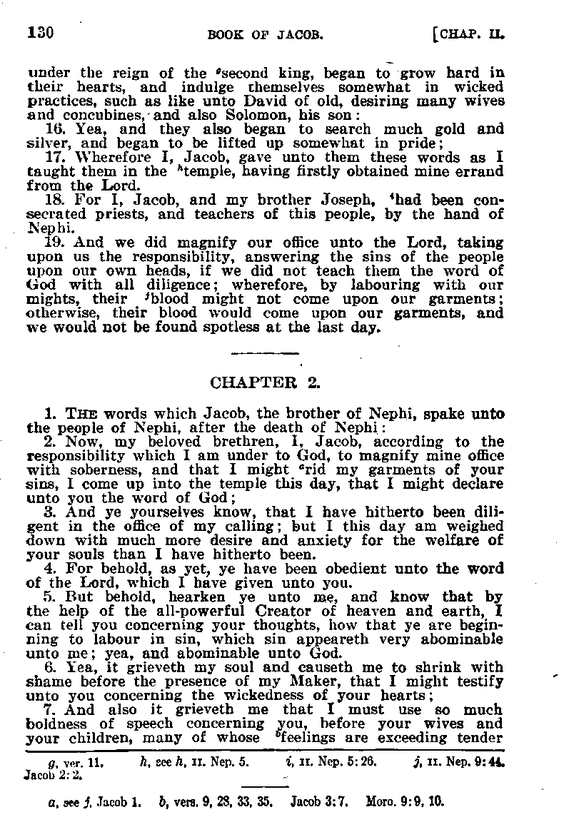 130 BOOK OF JACOB. [CHAP. II.
under the reign of the gsecond king, began to grow hard in
their hearts, and indulge themselves somewhat in wicked
practices, such as like unto David of old, desiring many wives
and concubines, and also Solomon, his son:
16. Yea, and they also began to search much gold and
silver, and began to be lifted up somewhat in pride;
17. Wherefore I, Jacob, gave unto them these words as I
taught them in the htemple, having firstly obtained mine errand
from the Lord.
18. For I, Jacob, and my brother Joseph, ihad been con-
secrated priests, and teachers of this people, by the hand of
Nephi.
19. And we did magnify our office unto the Lord, taking
upon us the responsibility, answering the sins of the people
upon our own heads, if we did not teach them the word of
God with all diligence; wherefore, by labouring with our
mights, their jblood might not come upon our garments;
otherwise, their blood would come upon our garments, and
we would not be found spotless at the last day.
CHAPTER 2.
1. THE words which Jacob, the brother of Nephi, spake unto
the people of Nephi, after the death of Nephi:
2. Now, my beloved brethren, I, Jacob, according to the
responsibility which I am under to God, to magnify mine office
with soberness, and that I might arid my garments of your
sins, I come up into the temple this day, that I might declare
unto you the word of God;
3. And ye yourselves know, that I have hitherto been dili-
gent in the office of my calling; but I this day am weighed
down with much more desire and anxiety for the welfare of
your souls than I have hitherto been.
4. For behold, as yet, ye have been obedient unto the word
of the Lord, which I have given unto you.
5. But behold, hearken ye unto me, and know that by
the help of the all-powerful Creator of heaven and earth, I
can tell you concerning your thoughts, how that ye are begin-
ning to labour in sin, which sin appeareth very abominable
unto me; yea, and abominable unto God.
6. Yea, it grieveth my soul and causeth me to shrink with
shame before the presence of my Maker, that I might testify
unto you concerning the wickedness of your hearts;
7. And also it grieveth me that I must use so much
boldness of speech concerning you, before your wives and
your children, many of whose bfeelings are exceeding tender
g, ver. 11. h, see h, II. Nep. 5. i, II. Nep. 5:26. j, II. Nep. 9:44.
Jacob 2:2.
a, see j, Jacob 1. b, vers. 9, 28, 33, 35. Jacob 3:7. Moro. 9:9, 10.